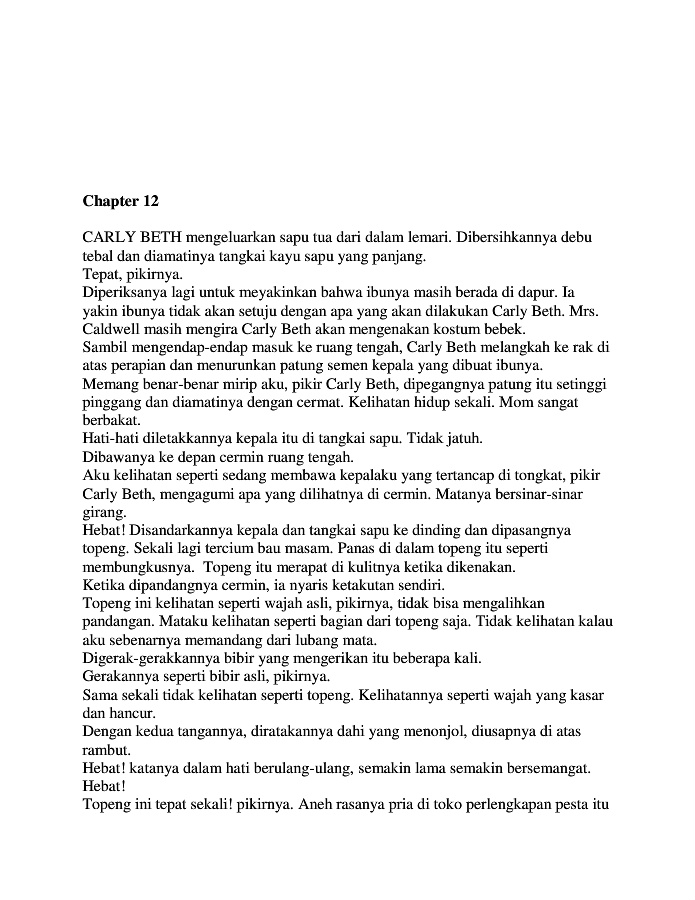 Chapter 12
CARLY BETH mengeluarkan sapu tua dari dalam lemari. Dibersihkannya debu
tebal dan diamatinya tangkai kayu sapu yang panjang.
Tepat, pikirnya.
Diperiksanya lagi untuk meyakinkan bahwa ibunya masih berada di dapur. Ia
yakin ibunya tidak akan setuju dengan apa yang akan dilakukan Carly Beth. Mrs.
Caldwell masih mengira Carly Beth akan mengenakan kostum bebek.
Sambil mengendap-endap masuk ke ruang tengah, Carly Beth melangkah ke rak di
atas perapian dan menurunkan patung semen kepala yang dibuat ibunya.
Memang benar-benar mirip aku, pikir Carly Beth, dipegangnya patung itu setinggi
pinggang dan diamatinya dengan cermat. Kelihatan hidup sekali. Mom sangat
berbakat.
Hati-hati diletakkannya kepala itu di tangkai sapu. Tidak jatuh.
Dibawanya ke depan cermin ruang tengah.
Aku kelihatan seperti sedang membawa kepalaku yang tertancap di tongkat, pikir
Carly Beth, mengagumi apa yang dilihatnya di cermin. Matanya bersinar-sinar
girang.
Hebat! Disandarkannya kepala dan tangkai sapu ke dinding dan dipasangnya
topeng. Sekali lagi tercium bau masam. Panas di dalam topeng itu seperti
membungkusnya.  Topeng itu merapat di kulitnya ketika dikenakan.
Ketika dipandangnya cermin, ia nyaris ketakutan sendiri.
Topeng ini kelihatan seperti wajah asli, pikirnya, tidak bisa mengalihkan
pandangan. Mataku kelihatan seperti bagian dari topeng saja. Tidak kelihatan kalau
aku sebenarnya memandang dari lubang mata.
Digerak-gerakkannya bibir yang mengerikan itu beberapa kali.
Gerakannya seperti bibir asli, pikirnya.
Sama sekali tidak kelihatan seperti topeng. Kelihatannya seperti wajah yang kasar
dan hancur.
Dengan kedua tangannya, diratakannya dahi yang menonjol, diusapnya di atas
rambut.
Hebat! katanya dalam hati berulang-ulang, semakin lama semakin bersemangat.
Hebat!
Topeng ini tepat sekali! pikirnya. Aneh rasanya pria di toko perlengkapan pesta itu